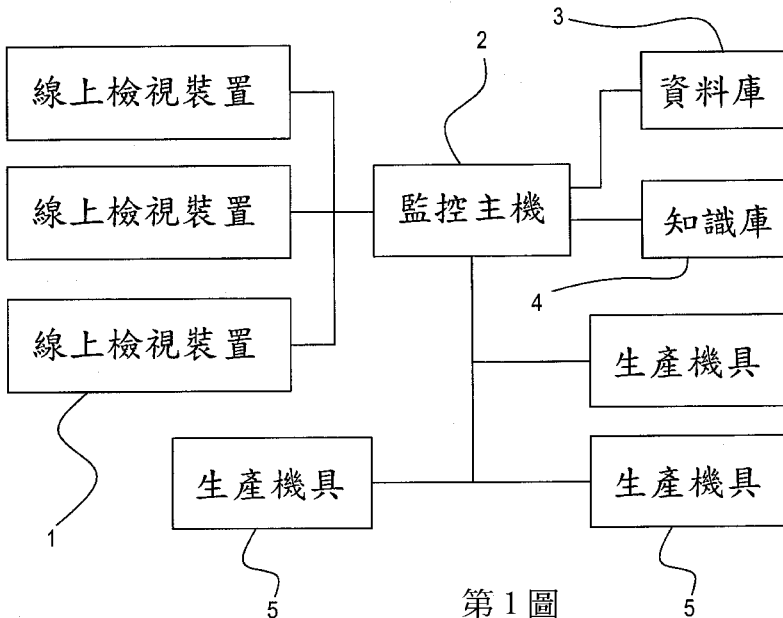 2
3
線上檢視裝置
資料庫
線上檢視裝置
監控主機
知識庫
4
線上檢視裝置
生產機具
生產機具
生產機具
1
5
第1圖
5